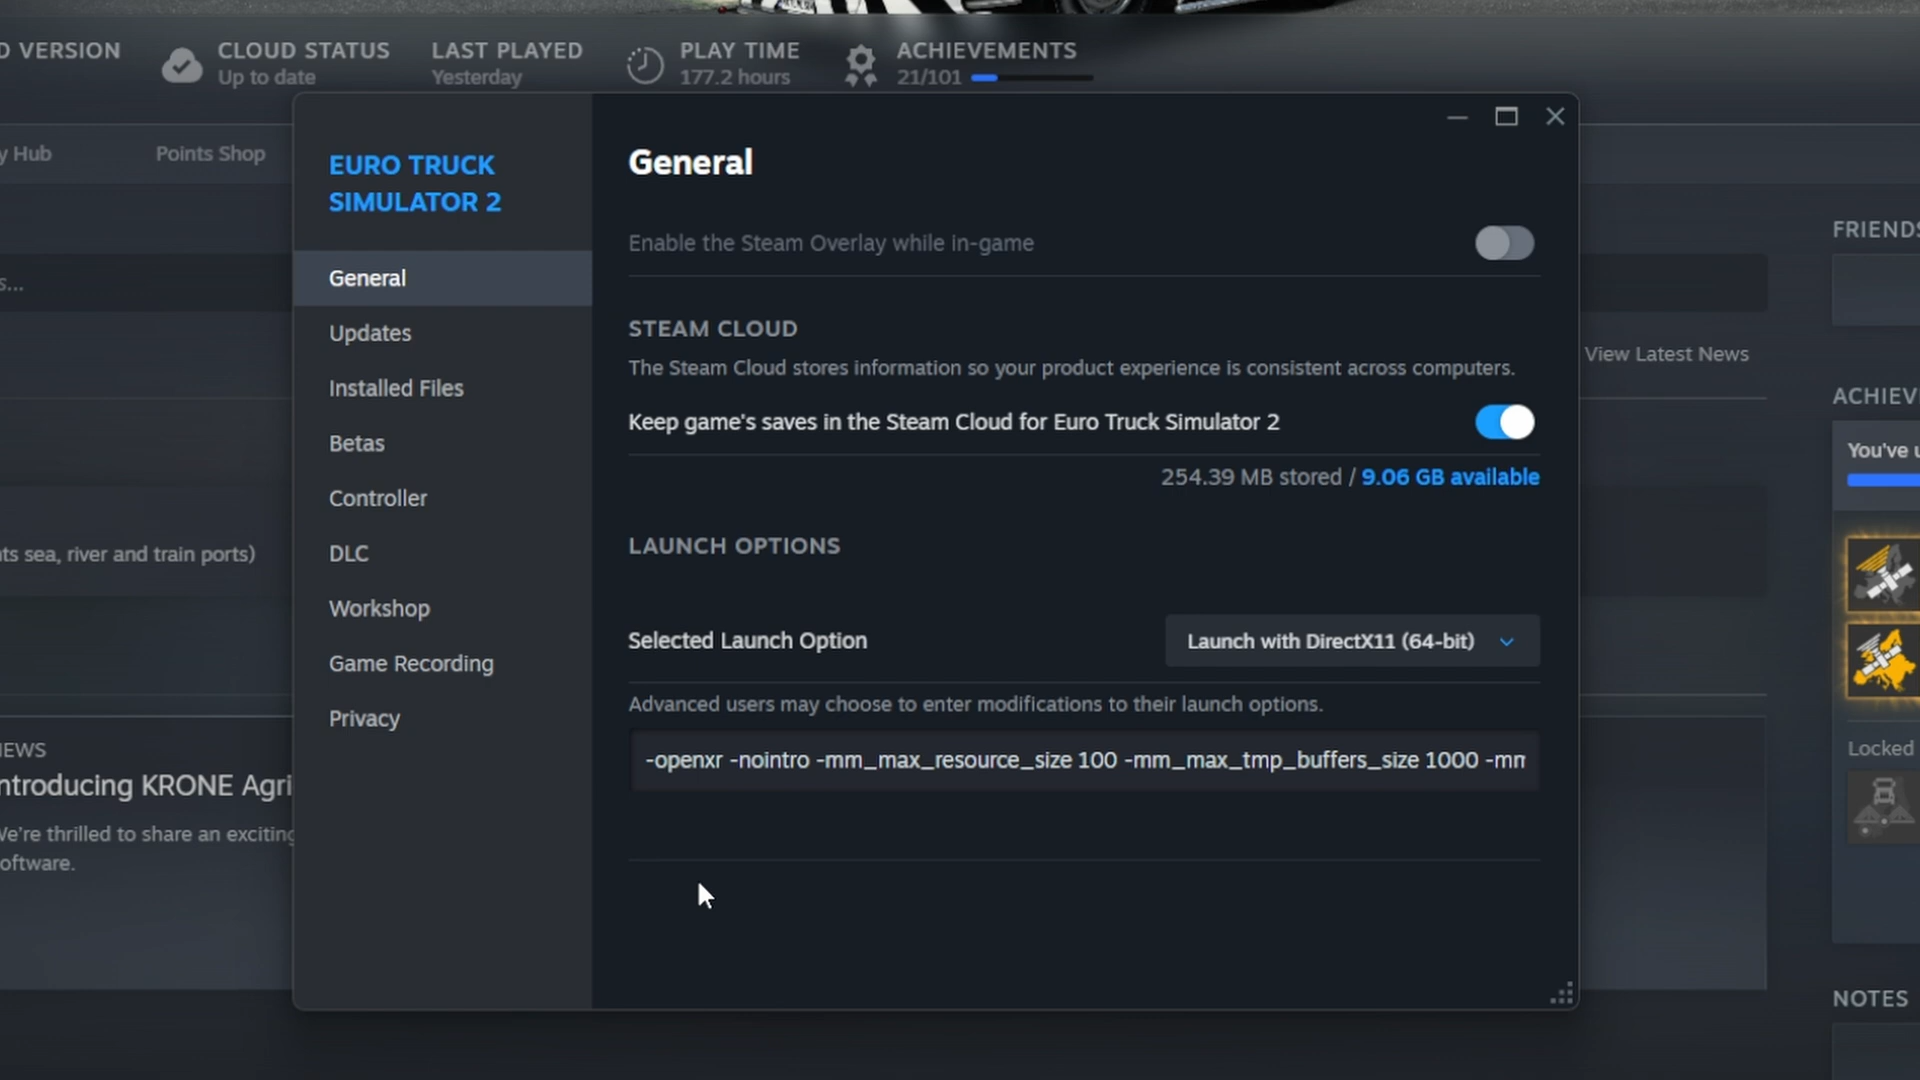 D VERSION
CLOUD STATUS
Up to date
LAST PLAYED
Yesterday
PLAY TIME
177.2 hours
ACHIEVEMENTS
21/101
y Hub
Points Shop
s...
ts sea, river and train ports)
EWS
ntroducing KRONE Agri
We're thrilled to share an exciting
oftware.
EURO TRUCK
SIMULATOR 2
General
Updates
Installed Files
Betas
Controller
DLC
Workshop
Game Recording
Privacy
General
Enable the Steam Overlay while in-game
STEAM CLOUD
The Steam Cloud stores information so your product experience is consistent across computers.
Keep game's saves in the Steam Cloud for Euro Truck Simulator 2
254.39 MB stored / 9.06 GB available
LAUNCH OPTIONS
Selected Launch Option
Launch with DirectX11 (64-bit)
Advanced users may choose to enter modifications to their launch options.
-openxr -nointro -mm_max_resource_size 100 -mm_max_tmp_buffers_size 1000 -mm
FRIENDS
View Latest News
ACHIEV
You've u
Locked
NOTES